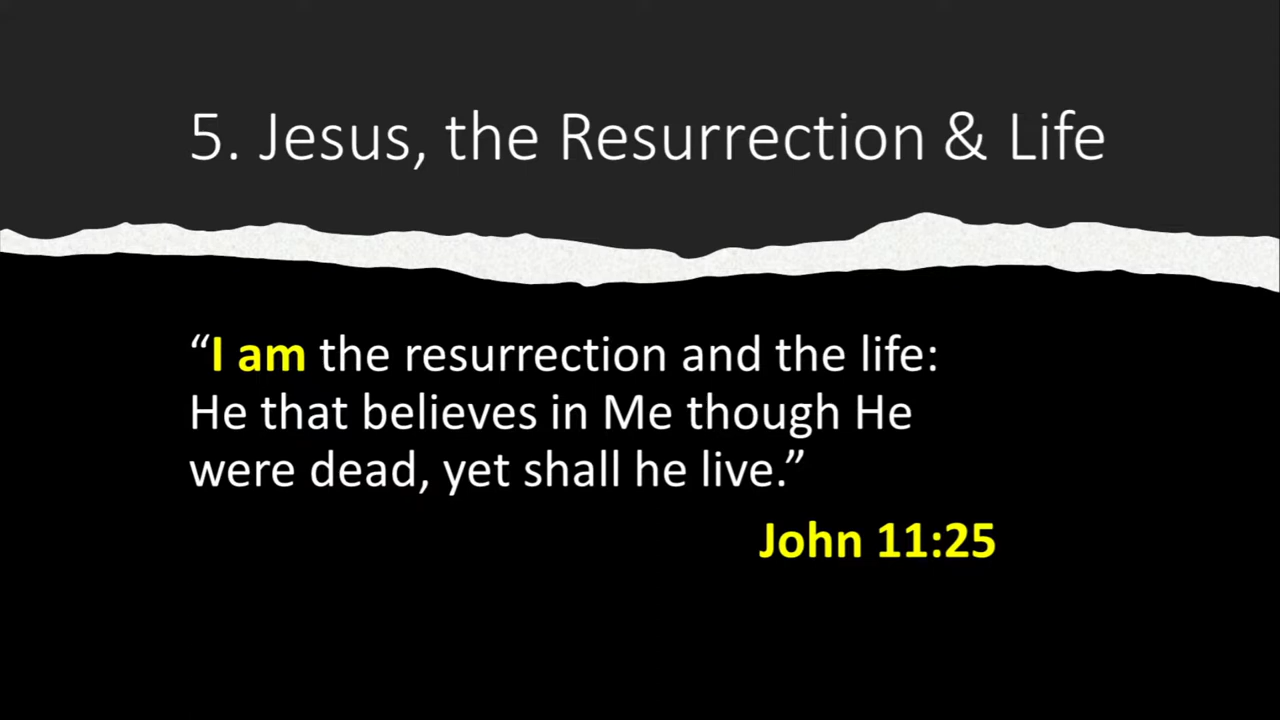 5. Jesus, the Resurrection & Life
“I am the resurrection and the life:
He that believes in Me though He
were dead, yet shall he live.”
John 11:25